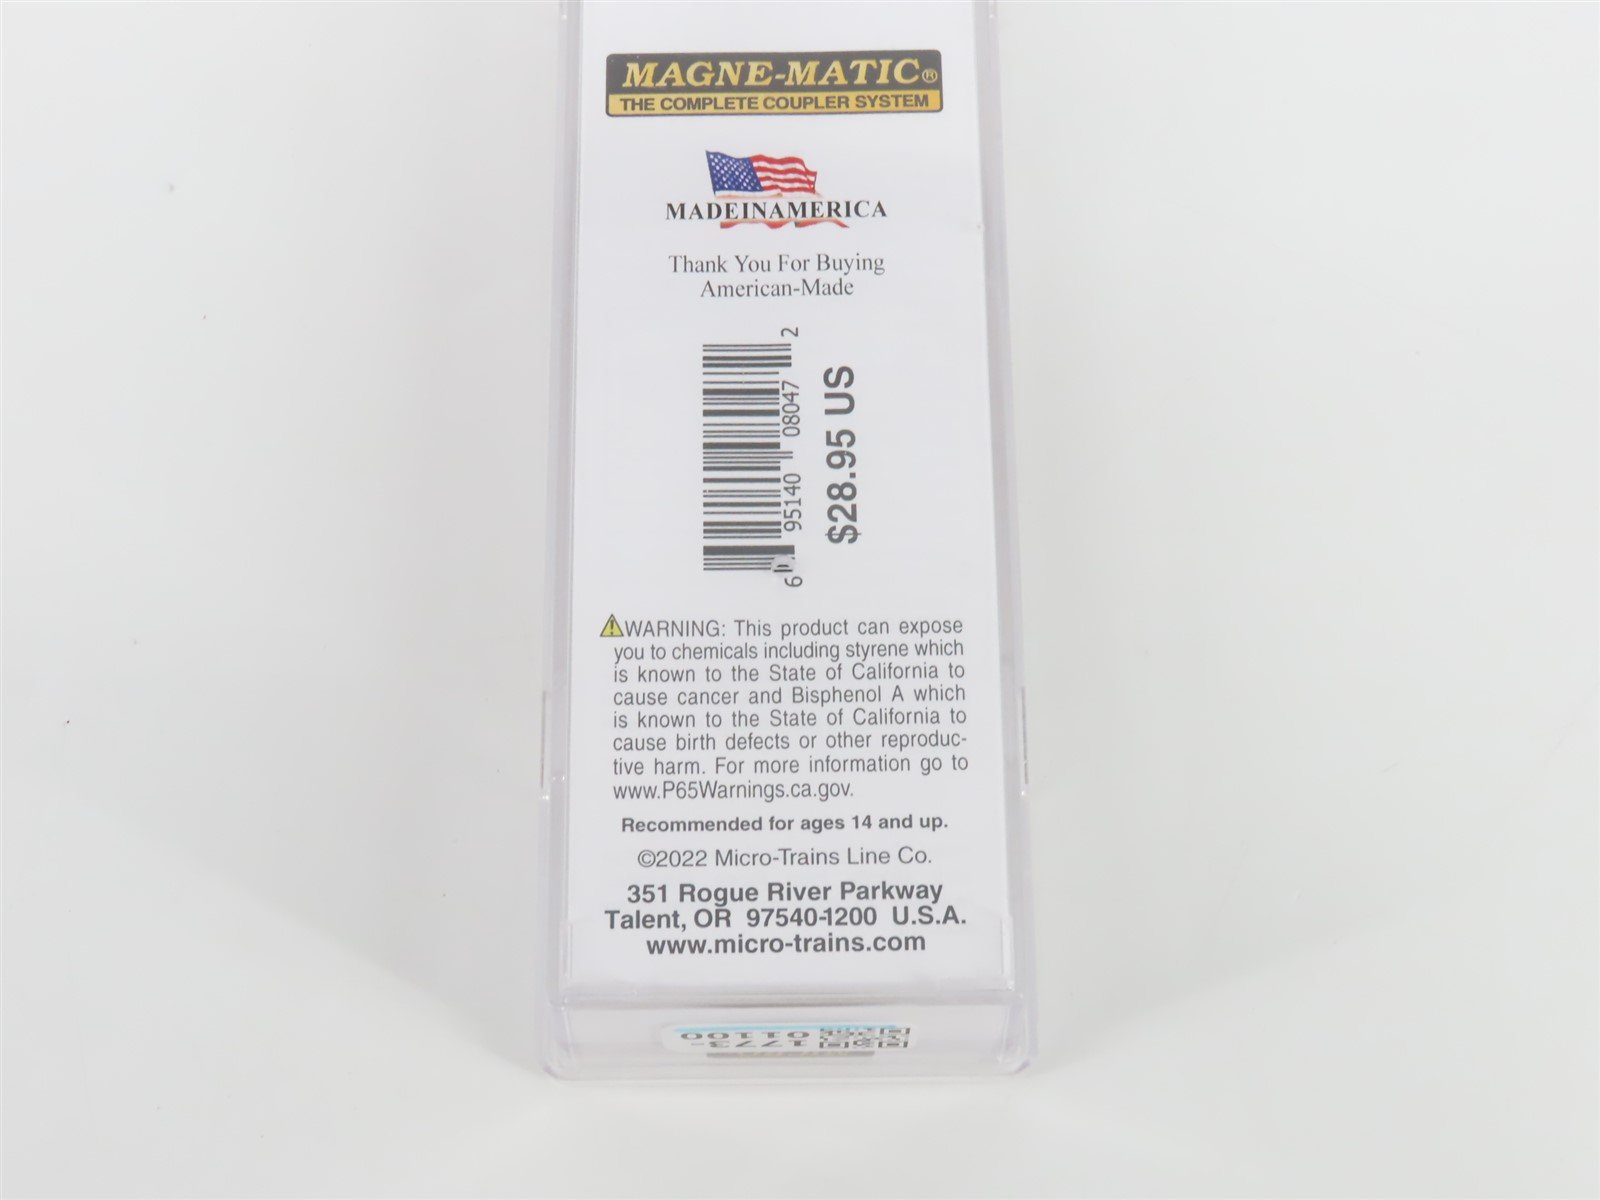 MAGNE-MATIC®
THE COMPLETE COUPLER SYSTEM
MADEINAMERICA
Thank You For Buying
American-Made
6 95140 08047 2
$28.95 US
WARNING: This product can expose
you to chemicals including styrene which
is known to the State of California to
cause cancer and Bisphenol A which
is known to the State of California to
cause birth defects or other reproduc-
tive harm. For more information go to
www.P65Warnings.ca.gov.
Recommended for ages 14 and up.
©2022 Micro-Trains Line Co.
351 Rogue River Parkway
Talent, OR 97540-1200 U.S.A.
www.micro-trains.com
1773-
01100